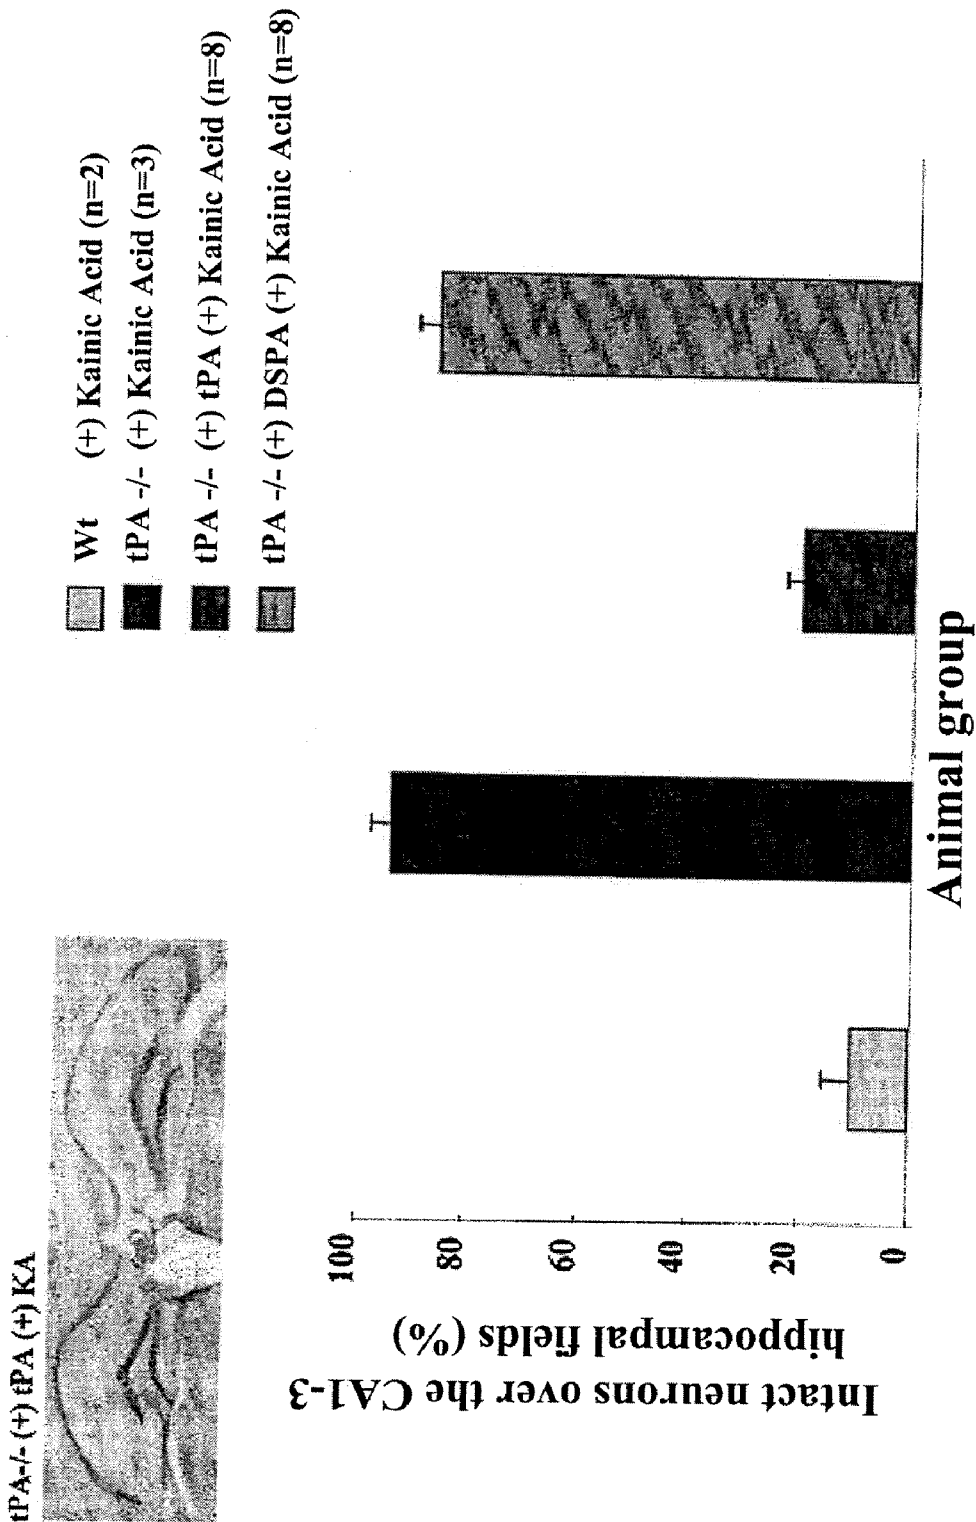 tPA-/- (+) tPA (+) KA
Wt (+) Kainic Acid (n=2)
tPA -/- (+) Kainic Acid (n=3)
tPA -/- (+) tPA (+) Kainic Acid (n=8)
tPA -/- (+) DSPA (+) Kainic Acid (n=8)
Intact neurons over the CA1-3
hippocampal fields (%)
100
80
60
40
20
0
Animal group